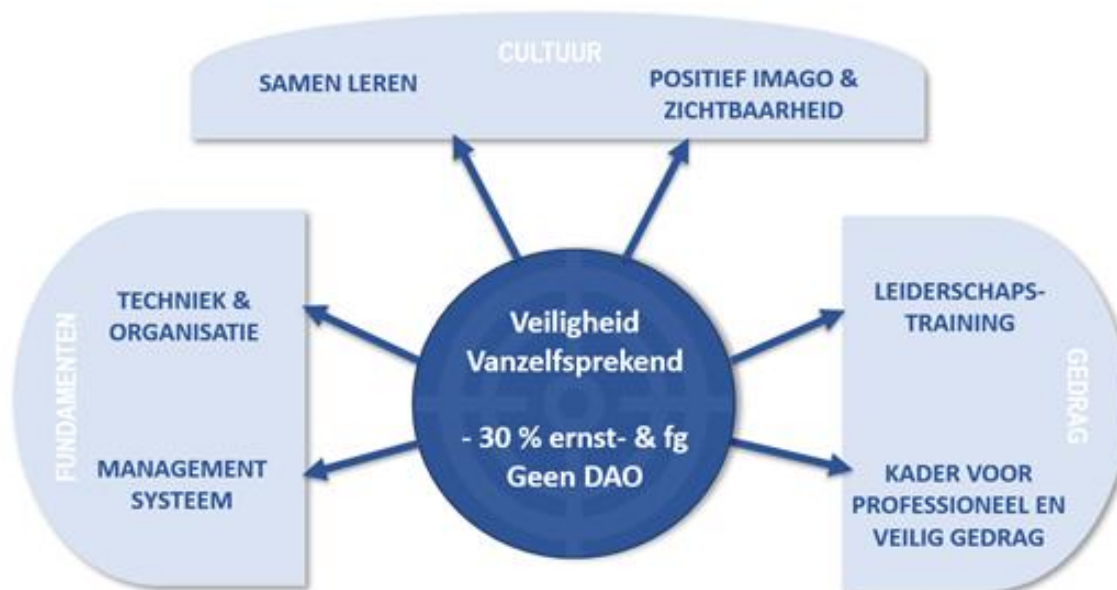 CULTUUR
SAMEN LEREN
POSITIEF IMAGO &
ZICHTBAARHEID
FUNDAMENTEN
TECHNIEK &
ORGANISATIE
MANAGEMENT
SYSTEEM
Veiligheid
Vanzelfsprekend
- 30 % ernst- & fg
Geen DAO
LEIDERSCHAPS-
TRAINING
KADER VOOR
PROFESSIONEEL EN
VEILIG GEDRAG
GEDRAG